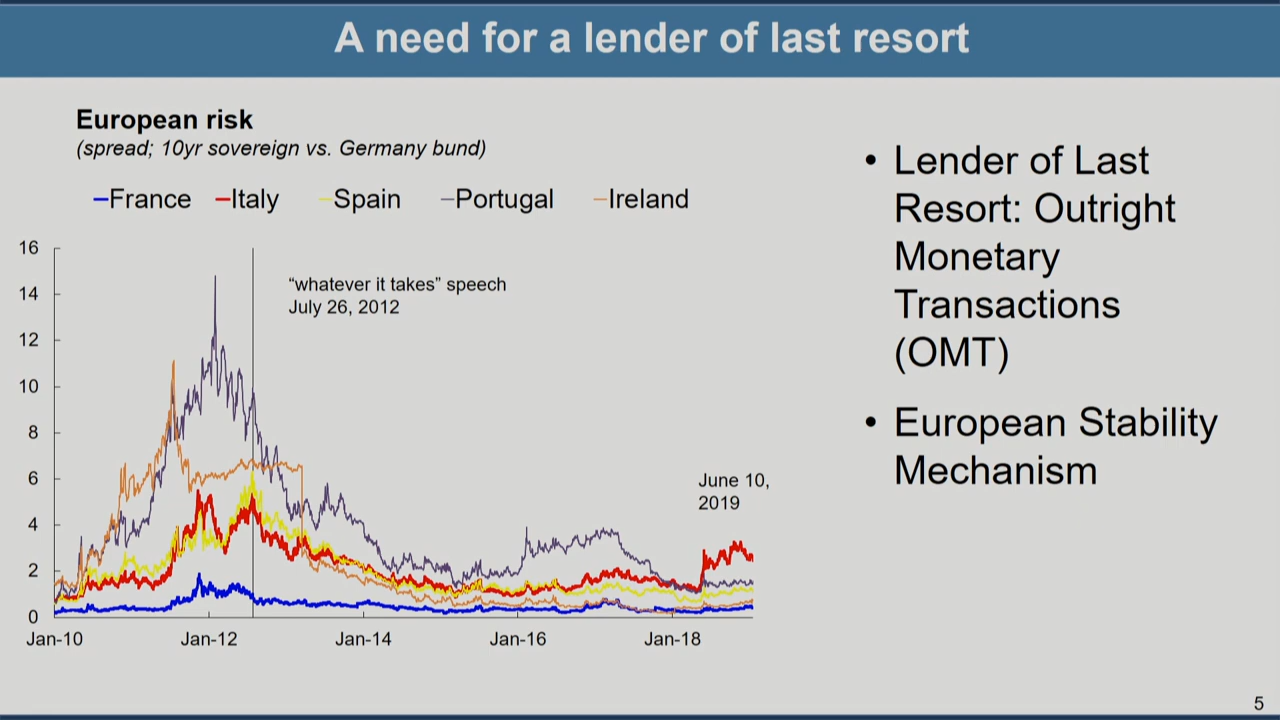 A need for a lender of last resort
European risk
(spread; 10yr sovereign vs. Germany bund)
France Italy Spain Portugal Ireland
16
14
12
10
8
6
4
2
0
"whatever it takes" speech
July 26, 2012
June 10,
2019
Jan-10 Jan-12 Jan-14 Jan-16 Jan-18
• Lender of Last
Resort: Outright
Monetary
Transactions
(OMT)
• European Stability
Mechanism
5